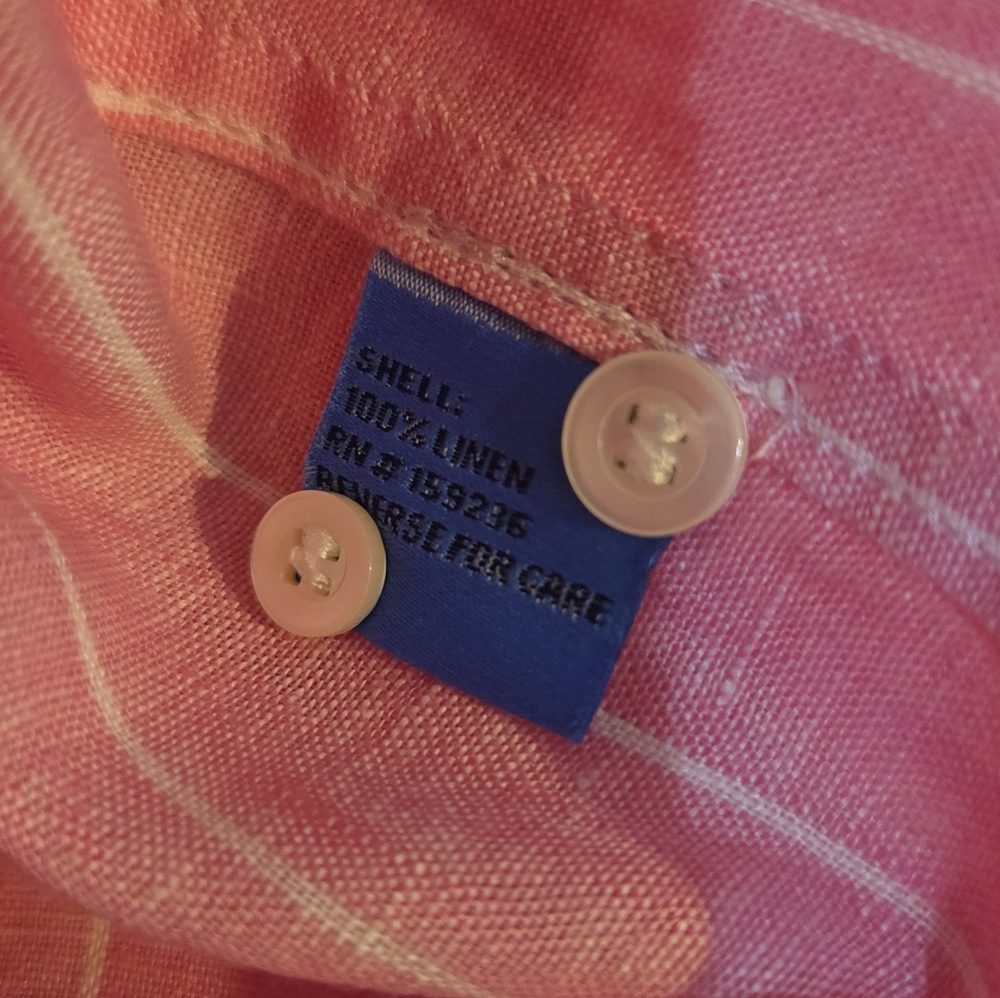 SHELL:
100% LINEN
RN # 159236
REVERSE FOR CARE